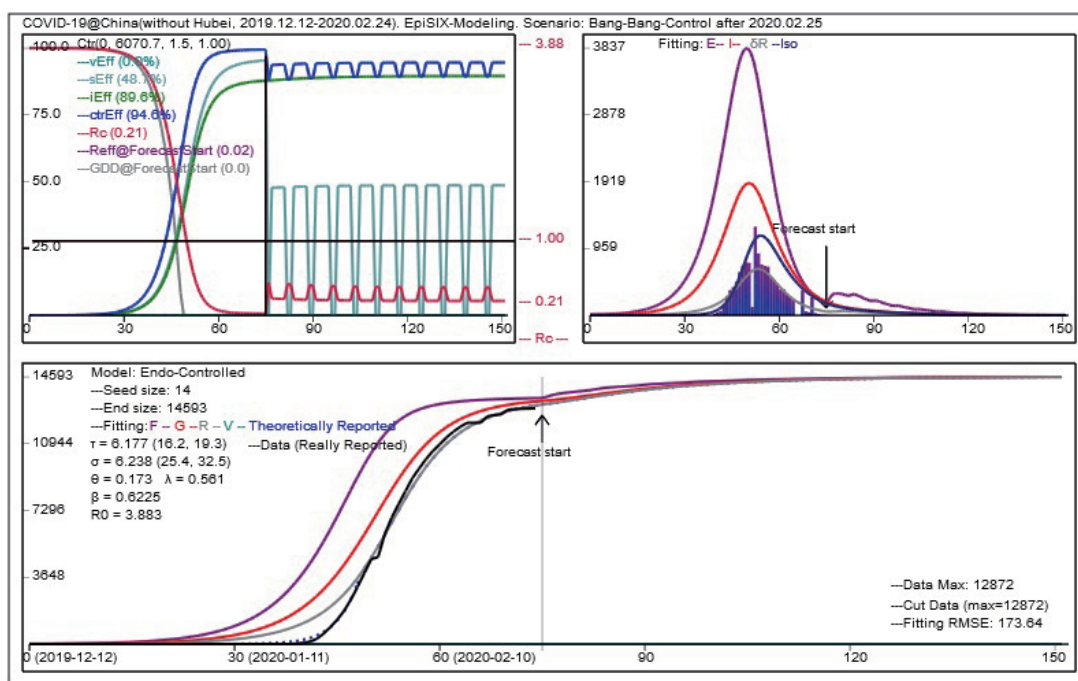 COVID-19@China(without Hubei, 2019.12.12-2020.02.24). EpiSIX-Modeling. Scenario: Bang-Bang-Control after 2020.02.25
100.0
Ctr(0, 6070.7, 1.5, 1.00)
---vEff (0.0%)
---sEff (48.7%)
---iEff (89.6%)
---ctrEff (94.6%)
---Rc (0.21)
---Reff@ForecastStart (0.02)
---GDD@ForecastStart (0.0)
75.0
50.0
25.0
0
30
60
90
120
150
--- 3.88
--- 1.00
--- 0.21
--- Rc --
3837
2878
1919
959
Fitting: E-- I-- δR --Iso
Forecast start
0
30
60
90
120
150
14593
10944
7296
3648
Model: Endo-Controlled
---Seed size: 14
---End size: 14593
---Fitting: F -- G -- R -- V -- Theoretically Reported
τ = 6.177 (16.2, 19.3)
---Data (Really Reported)
σ = 6.238 (25.4, 32.5)
θ = 0.173 λ = 0.561
β = 0.6225
R0 = 3.883
Forecast start
---Data Max: 12872
---Cut Data (max=12872)
---Fitting RMSE: 173.64
0 (2019-12-12)
30 (2020-01-11)
60 (2020-02-10)
90
120
150